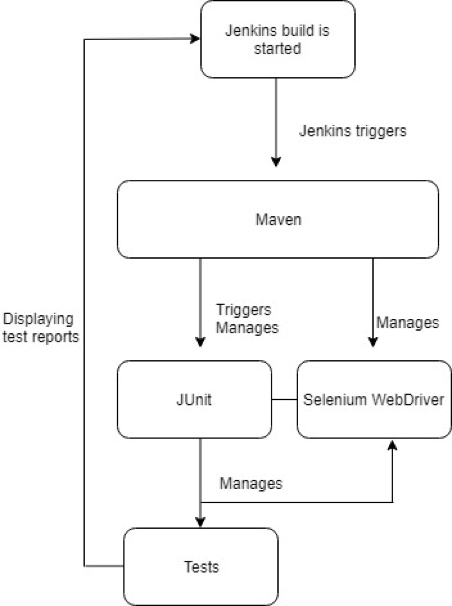 Jenkins build is
started
Jenkins triggers
Maven
Triggers
Manages
Manages
Displaying
test reports
JUnit
Selenium WebDriver
Manages
Tests